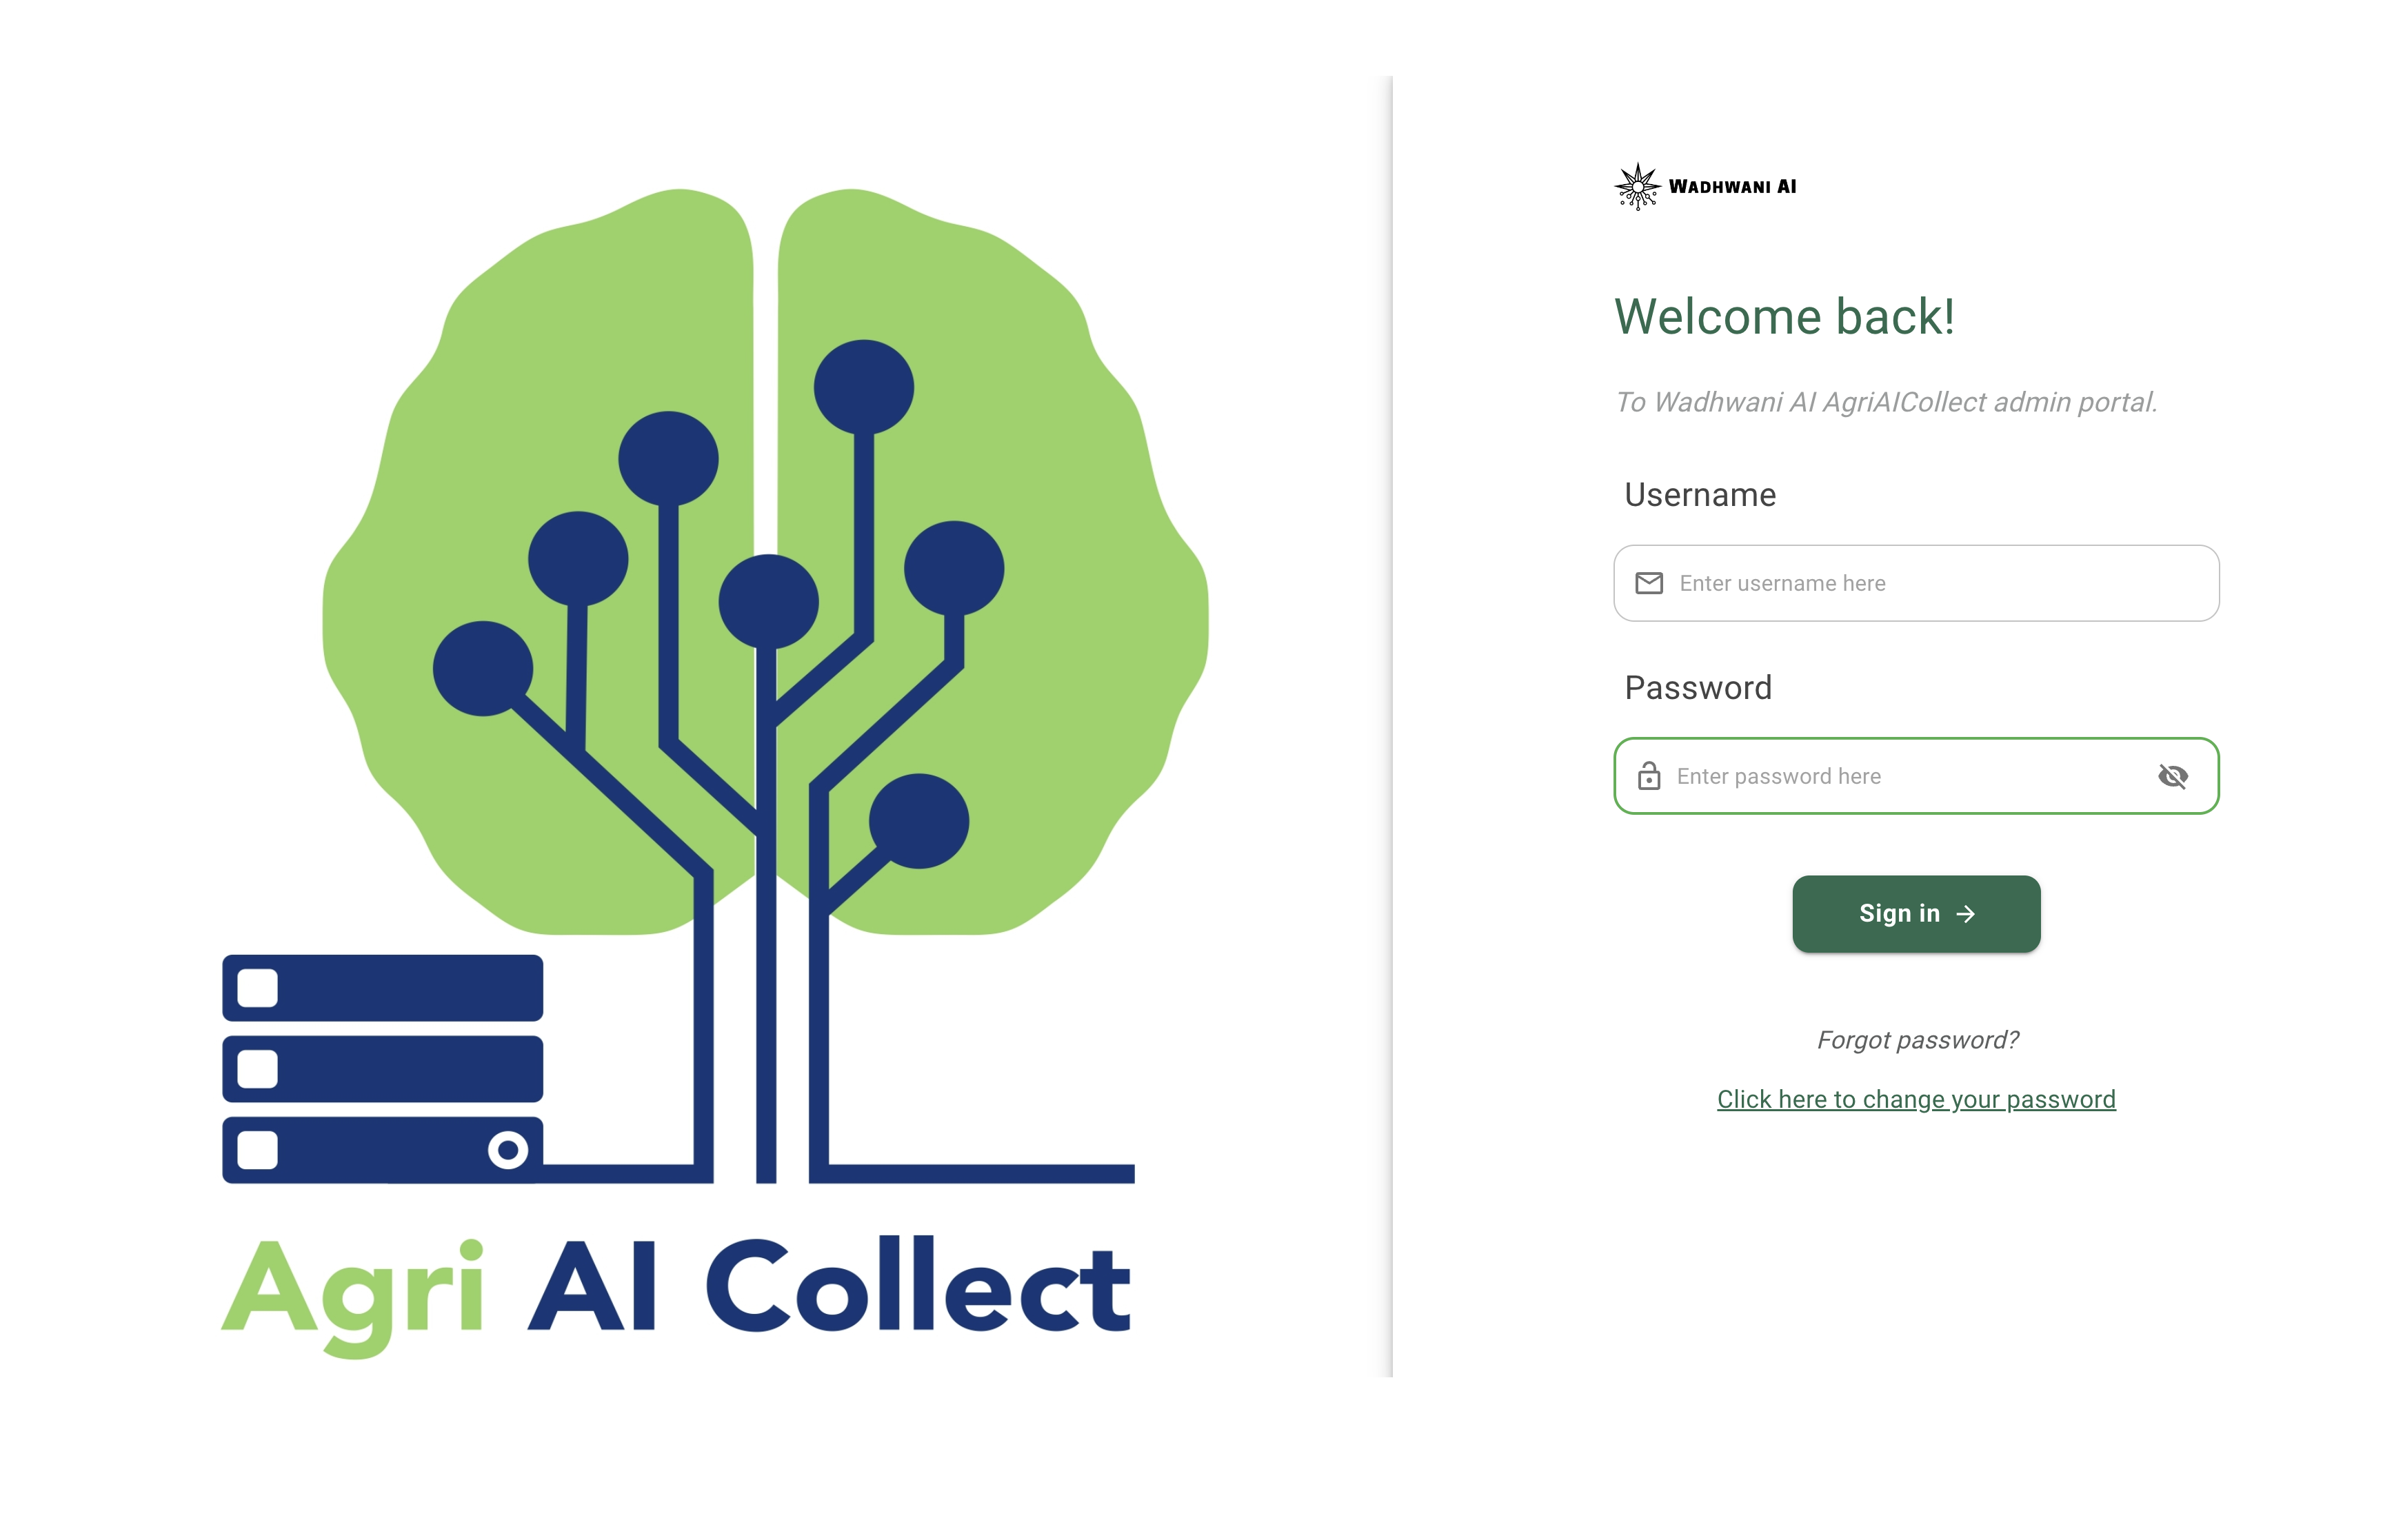 Agri AI Collect
WADHWANI AI
Welcome back!
To Wadhwani AI AgriAICollect admin portal.
Username
Enter username here
Password
Enter password here
Sign in
Forgot password?
Click here to change your password